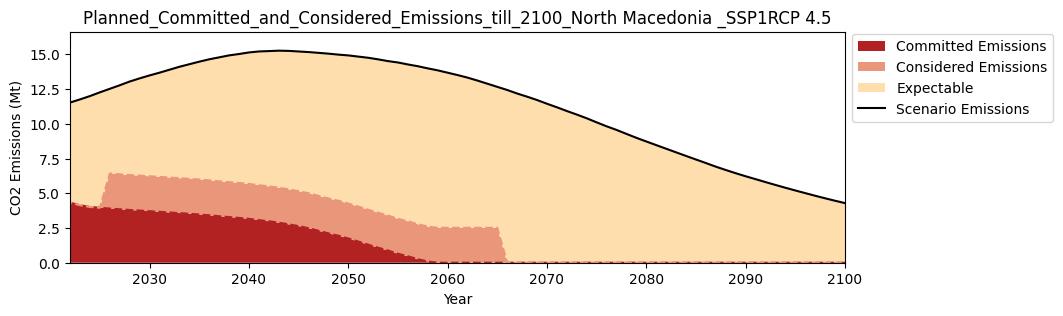 Planned_Committed_and_Considered_Emissions_till_2100_North Macedonia _SSP1RCP 4.5
CO2 Emissions (Mt)
15.0
12.5
10.0
7.5
5.0
2.5
0.0
2030 2040 2050 2060 2070 2080 2090 2100
Year
Committed Emissions
Considered Emissions
Expectable
Scenario Emissions